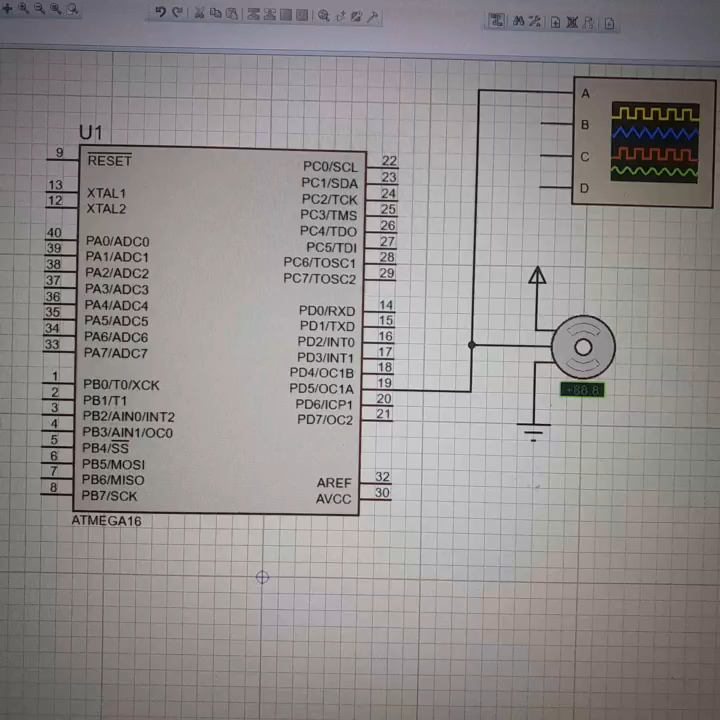 U1
9 RESET
13 XTAL1
12 XTAL2
40 PA0/ADC0
39 PA1/ADC1
38 PA2/ADC2
37 PA3/ADC3
36 PA4/ADC4
35 PA5/ADC5
34 PA6/ADC6
33 PA7/ADC7
1 PB0/T0/XCK
2 PB1/T1
3 PB2/AIN0/INT2
4 PB3/AIN1/OC0
5 PB4/SS
6 PB5/MOSI
7 PB6/MISO
8 PB7/SCK
PC0/SCL 22
PC1/SDA 23
PC2/TCK 24
PC3/TMS 25
PC4/TDO 26
PC5/TDI 27
PC6/TOSC1 28
PC7/TOSC2 29
PD0/RXD 14
PD1/TXD 15
PD2/INT0 16
PD3/INT1 17
PD4/OC1B 18
PD5/OC1A 19
PD6/ICP1 20
PD7/OC2 21
AREF 32
AVCC 30
ATMEGA16
A
B
C
D
+88.8